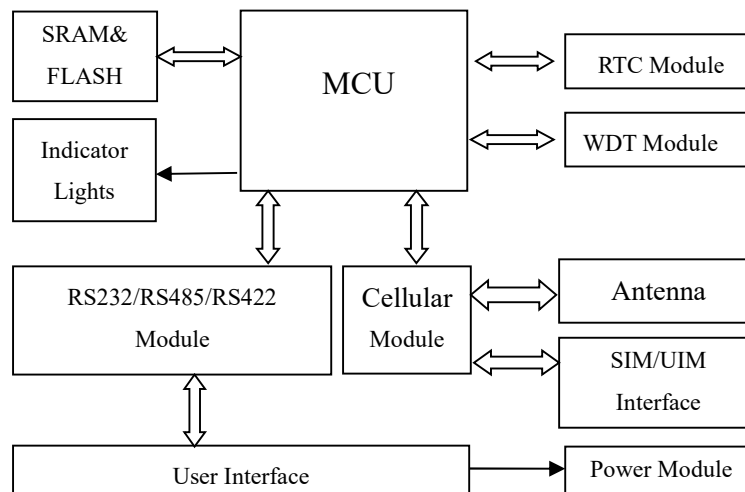 SRAM&
FLASH
MCU
RTC Module
WDT Module
Indicator
Lights
RS232/RS485/RS422
Module
Cellular
Module
Antenna
SIM/UIM
Interface
User Interface
Power Module